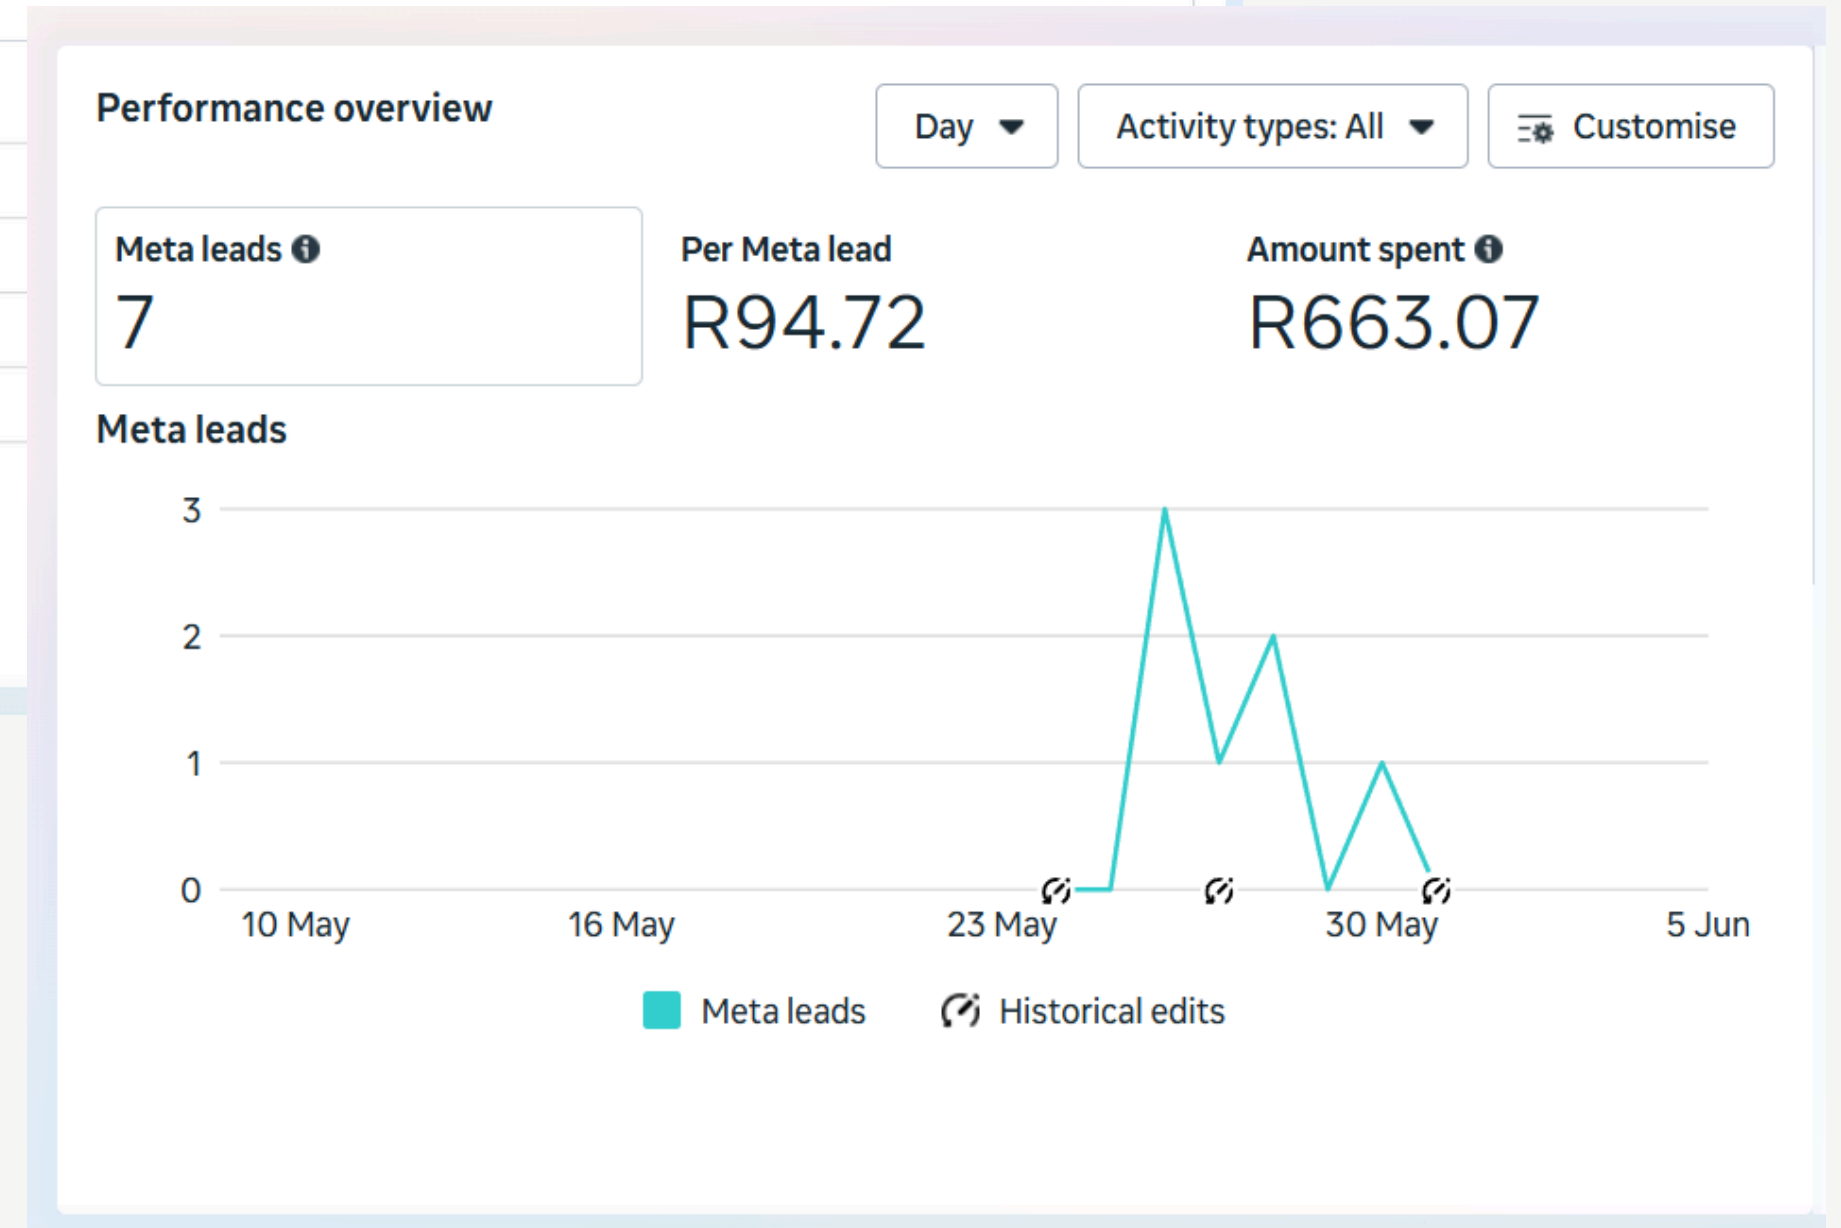 Performance overview
Day
Activity types: All
Customise
Meta leads
7
Per Meta lead
R94.72
Amount spent
R663.07
Meta leads
3
2
1
0
10 May
16 May
23 May
30 May
5 Jun
Meta leads
Historical edits